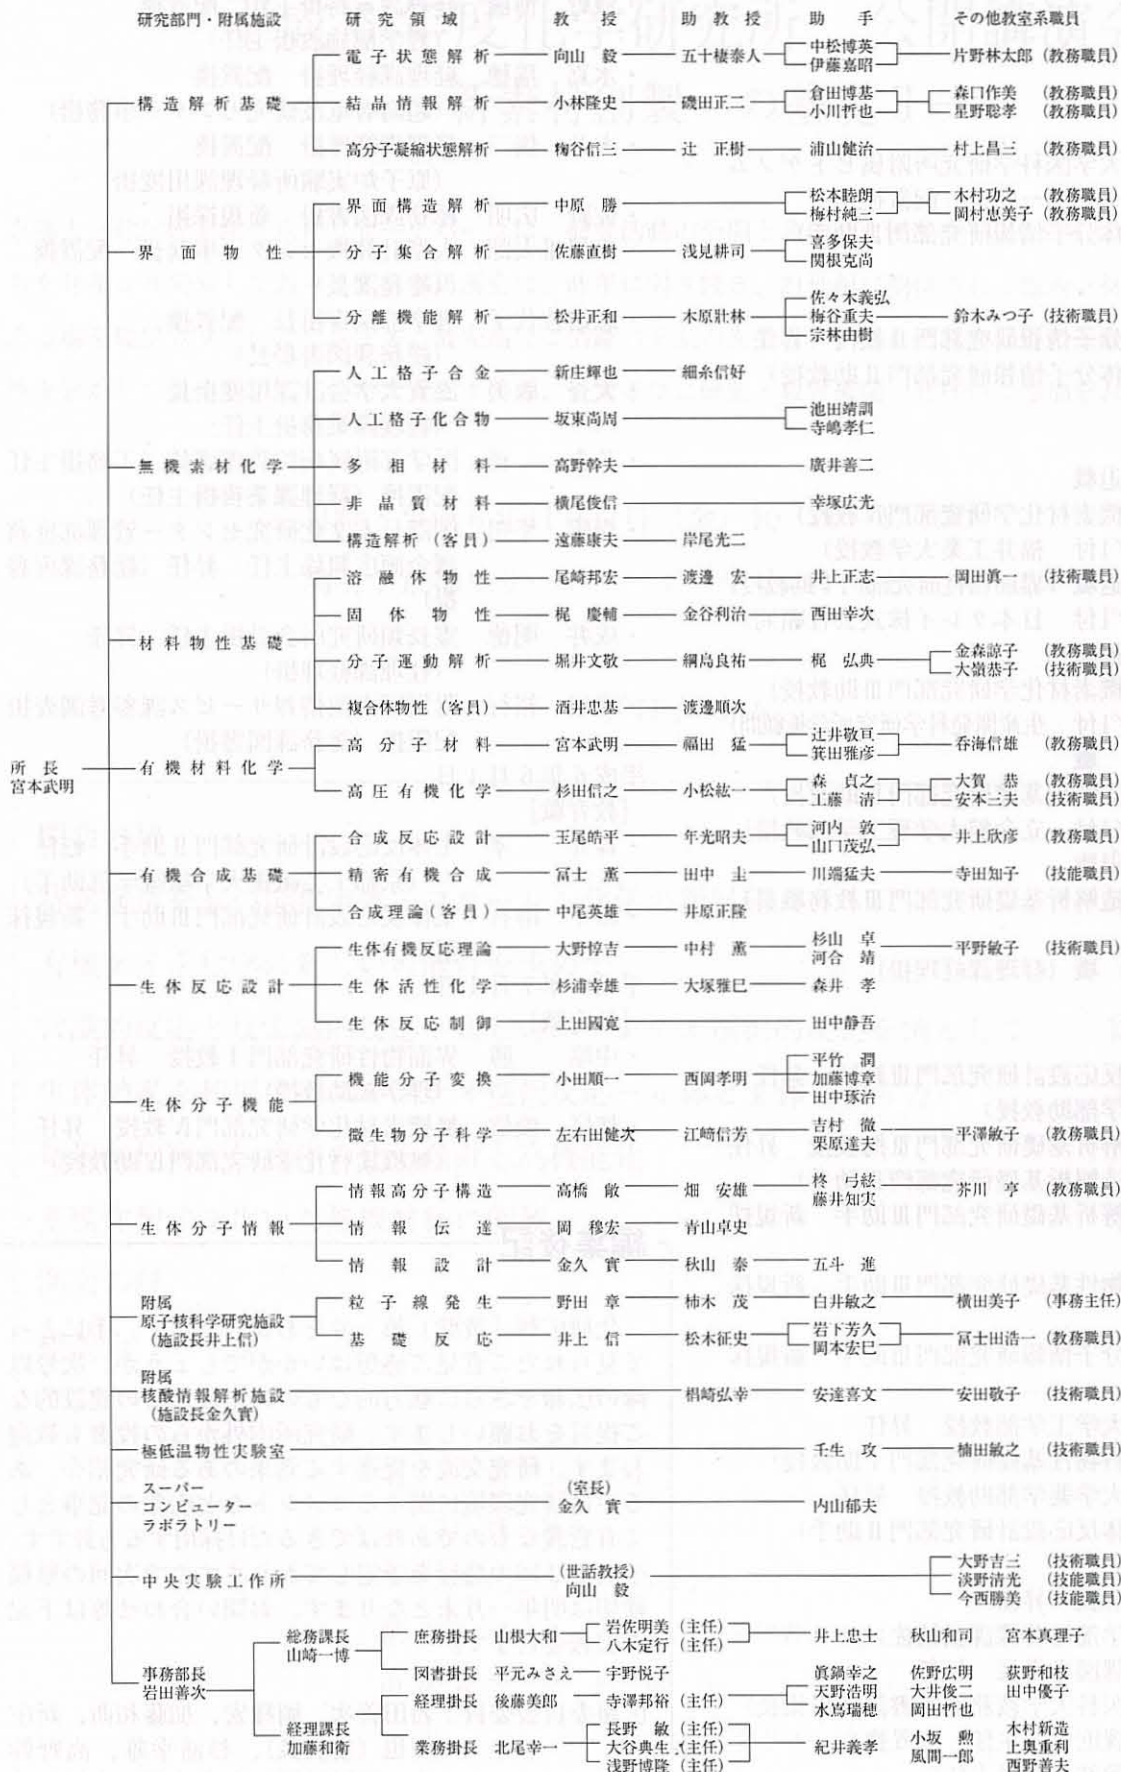 研究部門・附属施設 研究領域 教授 助教授 助手 その他教室系職員
電子状態解析 向山 毅 五十棲泰人 中松博英 片野林太郎 (教務職員)
伊藤嘉昭
構造解析基礎 結晶情報解析 小林隆史 磯田正二 倉田博基 森口作美 (教務職員)
小川哲也 星野聡孝 (教務職員)
高分子凝縮状態解析 梅谷信三 辻 正樹 浦山健治 村上昌三 (教務職員)
界面構造解析 中原 勝 松本睦朗 木村功之 (教務職員)
梅村純三 岡村恵美子 (教務職員)
界面物性 分子集合解析 佐藤直樹 浅見耕司 喜多保夫
関根克尚
分離機能解析 松井正和 木原壯林 佐々木義弘
梅谷重夫 鈴木みつ子 (技術職員)
宗林由樹
人工格子合金 新庄輝也 細糸信好
人工格子化合物 坂東尚周 池田靖訓
寺嶋孝仁
無機素材化学 多相材料 高野幹夫 廣井善二
非晶質材料 横尾俊信 幸塚広光
構造解析(客員) 遠藤康夫 岸尾光二
溶融体物性 尾崎邦宏 渡邊 宏 井上正志 岡田眞一 (技術職員)
固体物性 梶 慶輔 金谷利治 西田幸次
材料物性基礎
分子運動解析 堀井文敬 綱島良祐 梶 弘典 金森諒子 (教務職員)
大嶺恭子 (技術職員)
複合体物性(客員) 酒井忠基 渡邊順次
高分子材料 宮本武明 福田 猛 辻井敬亘 呑海信雄 (教務職員)
箕田雅彦
所長 有機材料化学
宮本武明
高圧有機化学 杉田信之 小松紘一 森 貞之 大賀 恭 (教務職員)
工藤 清 安本三夫 (技術職員)
合成反応設計 玉尾皓平 年光昭夫 河内 敦 井上欣彦 (教務職員)
山口茂弘
有機合成基礎 精密有機合成 冨士 薫 田中 圭 川端猛夫 寺田知子 (技能職員)
合成理論(客員) 中尾英雄 井原正隆
生体有機反応理論 大野惇吉 中村 薫 杉山 卓 平野敏子 (技術職員)
河合 靖
生体反応設計 生体活性化学 杉浦幸雄 大塚雅巳 森井 孝
生体反応制御 上田國寛 田中静吾
機能分子変換 小田順一 西岡孝明 平竹 潤
加藤博章
田中琢治
生体分子機能
微生物分子科学 左右田健次 江﨑信芳 吉村 徹 平澤敏子 (教務職員)
栗原達夫
情報高分子構造 高橋 敞 畑 安雄 柊 弓絃 芥川 亨 (教務職員)
藤井知実
生体分子情報 情報伝達 岡 穆宏 青山卓史
情報設計 金久 實 秋山 泰 五斗 進
附属
原子核科学研究施設
(施設長井上信)
粒子線発生 野田 章 柿木 茂 白井敏之 横田美子 (事務主任)
基礎反応 井上 信 松木征史 岩下芳久 冨士田浩一 (教務職員)
岡本宏巳
附属
核酸情報解析施設 椙崎弘幸 安達喜文 安田敬子 (技術職員)
(施設長金久實)
極低温物性実験室 壬生 攻 楠田敏之 (技術職員)
スーパー
コンピューター
ラボラトリー
(室長)
金久 實 内山郁夫
中央実験工作所 (世話教授)
向山 毅
大野吉三 (技術職員)
淡野清光 (技能職員)
今西勝美 (技能職員)
事務部長
岩田善次
総務課長
山崎一博
庶務掛長 山根大和 岩佐明美 (主任) 井上忠士 秋山和司 宮本真理子
八木定行 (主任)
図書掛長 平元みさえ 宇野悦子
経理課長
加藤和衛
経理掛長 後藤美郎 寺澤邦裕 (主任) 眞鍋幸之 佐野広明 荻野和枝
天野浩明 大井俊二 田中優子
水嶌瑞穂 岡田哲也
業務掛長 北尾幸一 長野 敏 (主任)
大谷典生 (主任)
浅野博隆 (主任)
紀井義孝 小坂 勲 木村新造
風間一郎 上奥重利
西野善夫